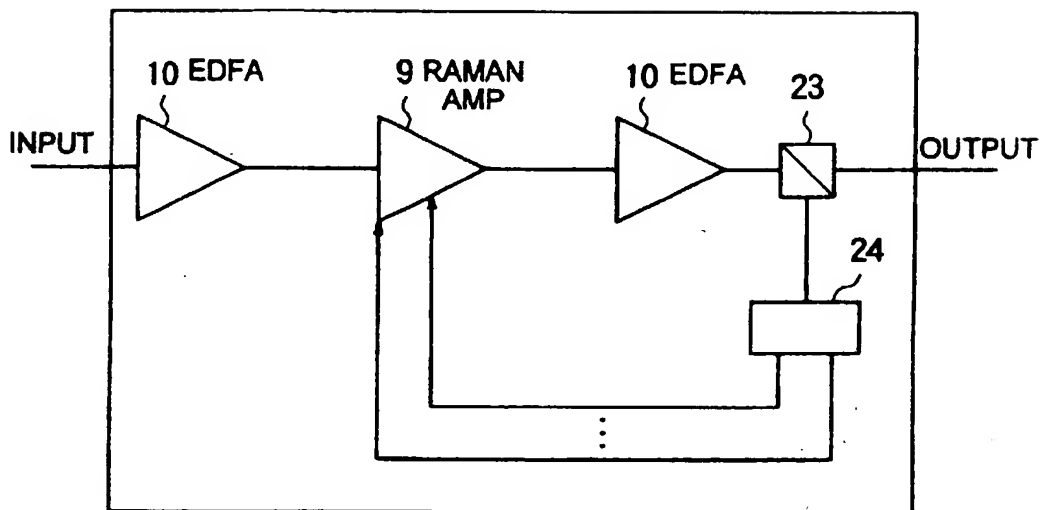 10 EDFA
9 RAMAN
AMP
10 EDFA
23
INPUT
OUTPUT
24